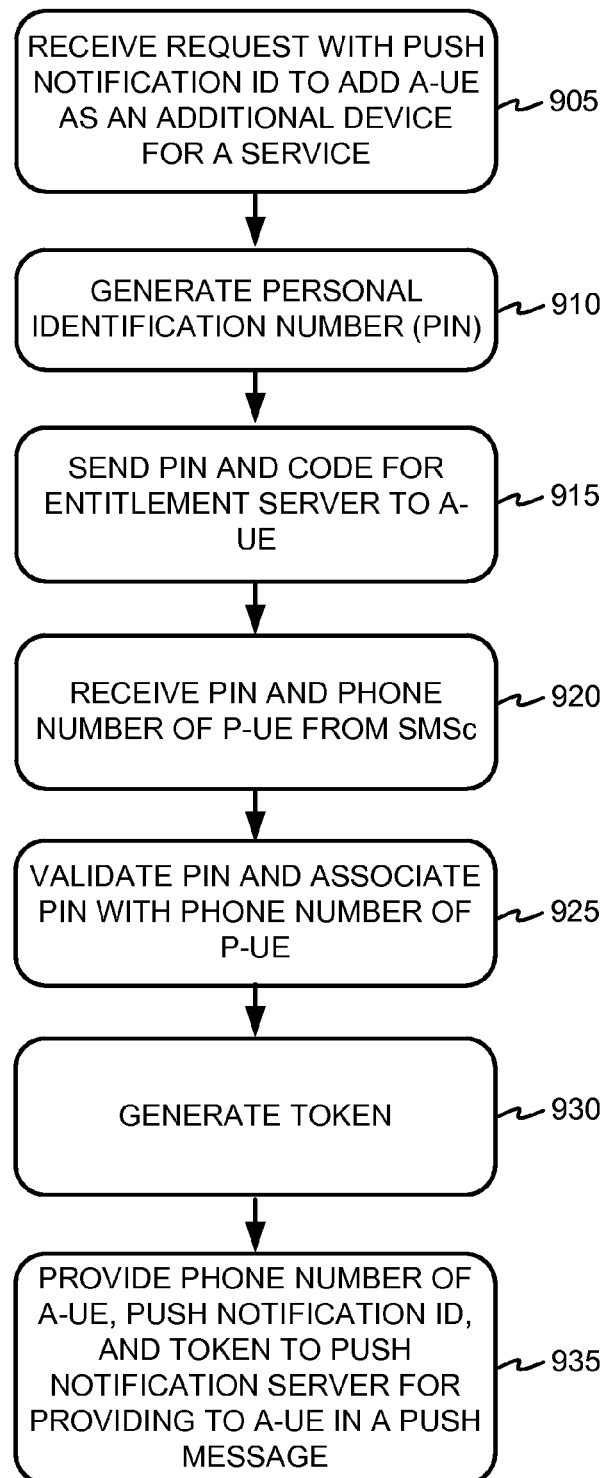 RECEIVE REQUEST WITH PUSH
NOTIFICATION ID TO ADD A-UE
AS AN ADDITIONAL DEVICE
FOR A SERVICE
905
GENERATE PERSONAL
IDENTIFICATION NUMBER (PIN)
910
SEND PIN AND CODE FOR
ENTITLEMENT SERVER TO A-
UE
915
RECEIVE PIN AND PHONE
NUMBER OF P-UE FROM SMSc
920
VALIDATE PIN AND ASSOCIATE
PIN WITH PHONE NUMBER OF
P-UE
925
GENERATE TOKEN
930
PROVIDE PHONE NUMBER OF
A-UE, PUSH NOTIFICATION ID,
AND TOKEN TO PUSH
NOTIFICATION SERVER FOR
PROVIDING TO A-UE IN A PUSH
MESSAGE
935